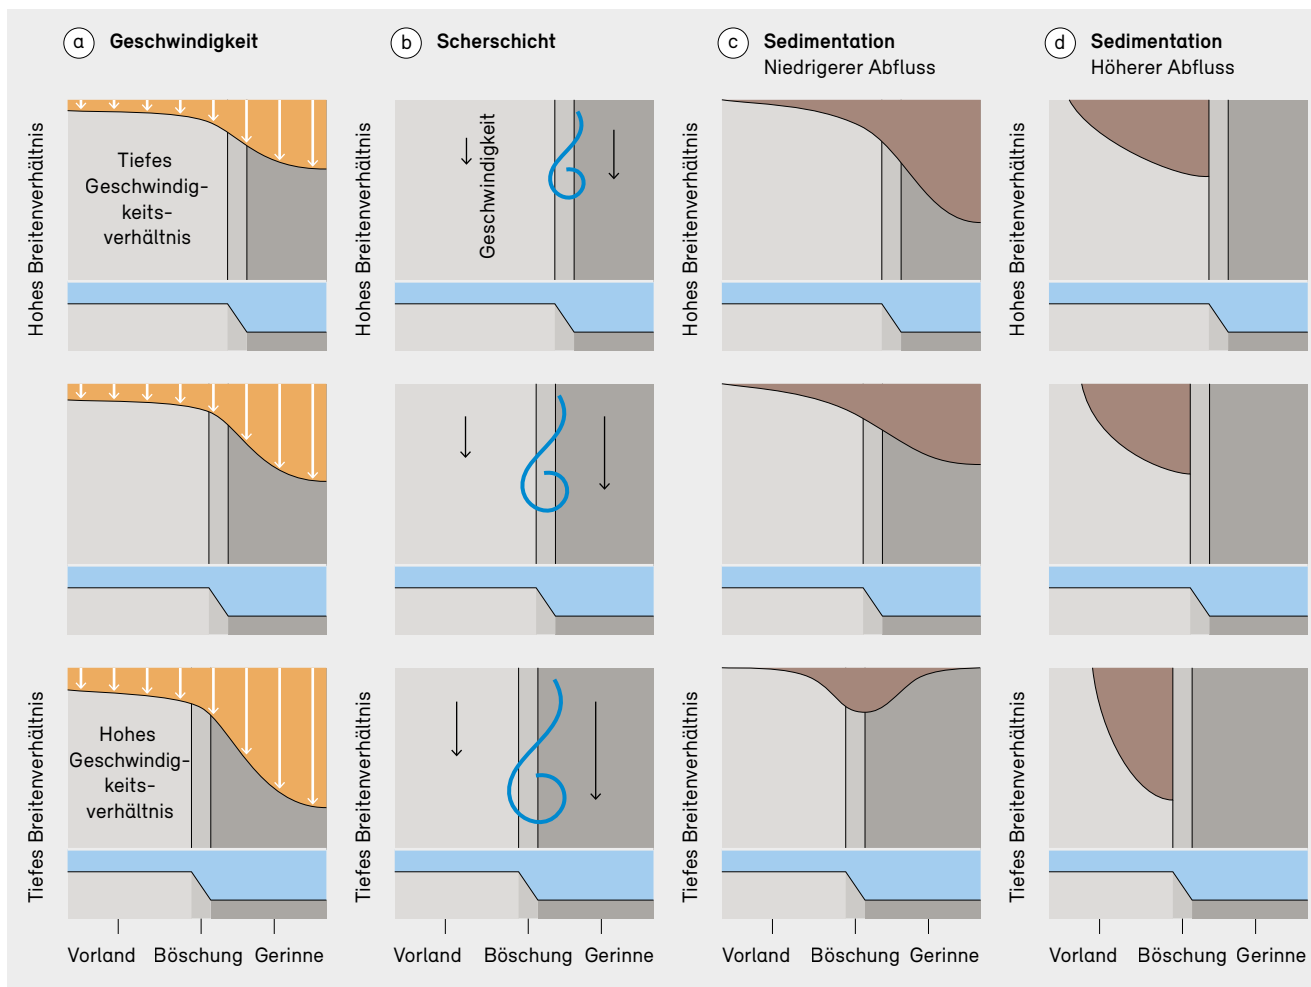 a Geschwindigkeit
b Scherschicht
c Sedimentation
Niedrigerer Abfluss
d Sedimentation
Höherer Abfluss
Hohes Breitenverhältnis
Tiefes
Geschwindig-
keits-
verhältnis
Hohes Breitenverhältnis
Geschwindigkeit
Hohes Breitenverhältnis
Hohes Breitenverhältnis
Tiefes Breitenverhältnis
Hohes
Geschwindig-
keits-
verhältnis
Tiefes Breitenverhältnis
Tiefes Breitenverhältnis
Tiefes Breitenverhältnis
Vorland Böschung Gerinne
Vorland Böschung Gerinne
Vorland Böschung Gerinne
Vorland Böschung Gerinne